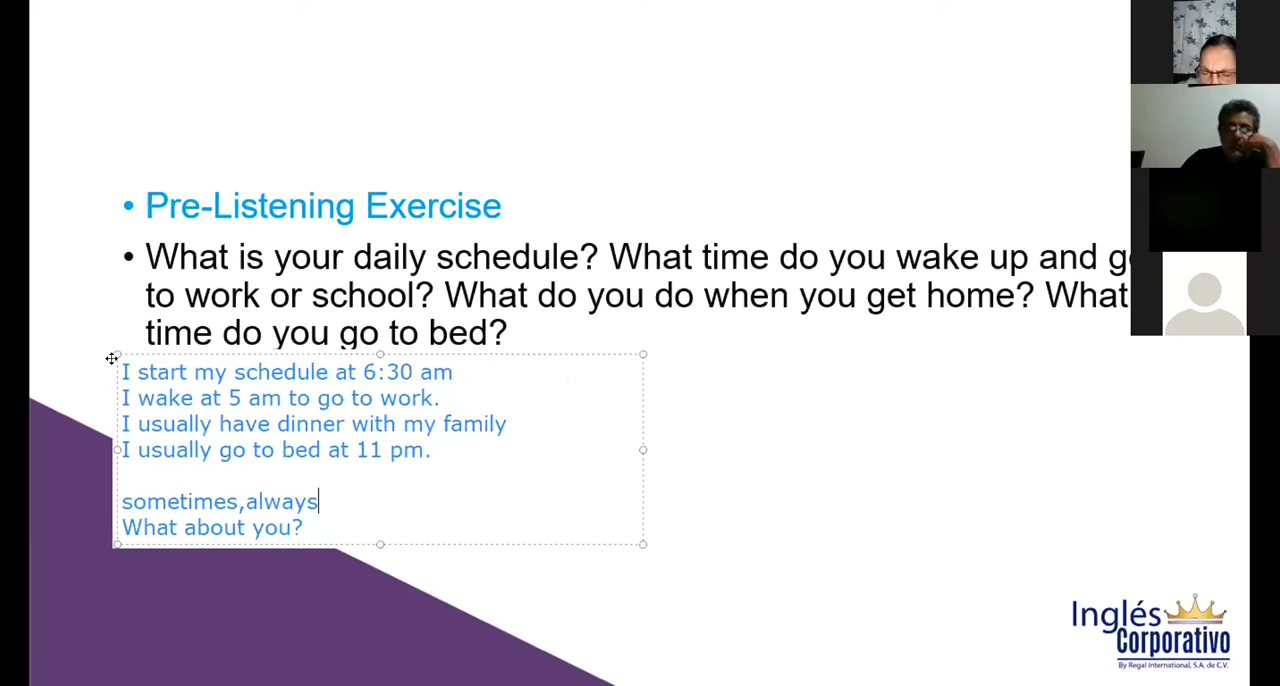 • Pre-Listening Exercise
• What is your daily schedule? What time do you wake up and
to work or school? What do you do when you get home? What
time do you go to bed?
I start my schedule at 6:30 am
I wake at 5 am to go to work.
I usually have dinner with my family
I usually go to bed at 11 pm.
sometimes,always
What about you?
Inglés
Corporativo
By Regal International, S.A. de C.V.